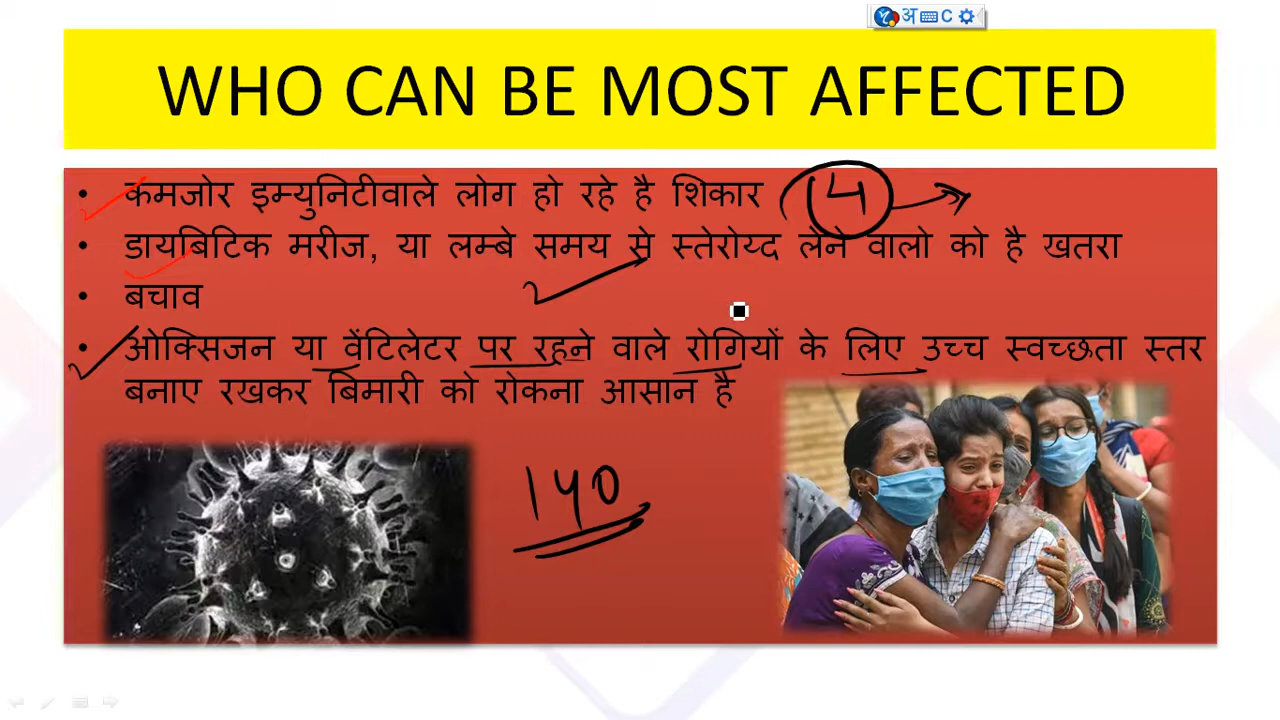 अ C
WHO CAN BE MOST AFFECTED
• कमजोर इम्युनिटीवाले लोग हो रहे है शिकार 14
• डायबिटिक मरीज, या लम्बे समय से स्तेरोय्द लेने वालो को है खतरा
• बचाव
• ओक्सिजन या वेंटिलेटर पर रहने वाले रोगियों के लिए उच्च स्वच्छता स्तर
बनाए रखकर बिमारी को रोकना आसान है
140